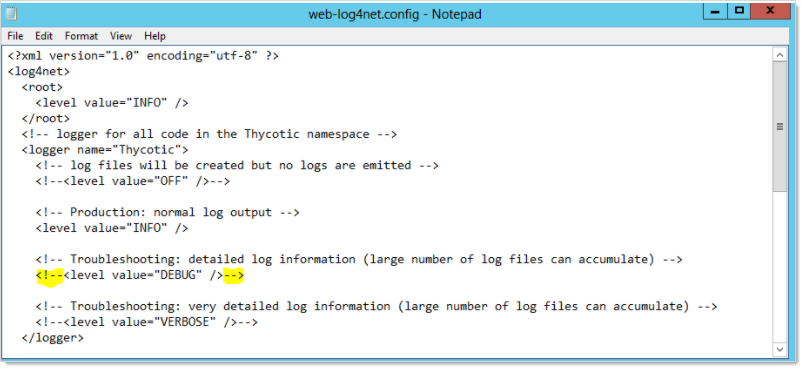 web-log4net.config - Notepad
File Edit Format View Help
<?xml version="1.0" encoding="utf-8" ?>
<log4net>
  <root>
    <level value="INFO" />
  </root>
  <!-- logger for all code in the Thycotic namespace -->
  <logger name="Thycotic">
    <!-- log files will be created but no logs are emitted -->
    <!--<level value="OFF" />-->

    <!-- Production: normal log output -->
    <level value="INFO" />

    <!-- Troubleshooting: detailed log information (large number of log files can accumulate) -->
    <!--<level value="DEBUG" />-->

    <!-- Troubleshooting: very detailed log information (large number of log files can accumulate) -->
    <!--<level value="VERBOSE" />-->
  </logger>